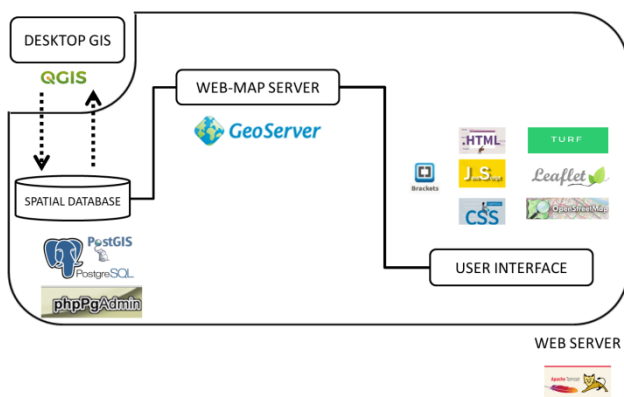 DESKTOP GIS
QGIS
WEB-MAP SERVER
GeoServer
SPATIAL DATABASE
PostGIS
PostgreSQL
phpPgAdmin
Brackets
.HTML
J.S.
CSS
TURF
Leaflet
OpenStreetMap
USER INTERFACE
WEB SERVER
Apache Tomcat